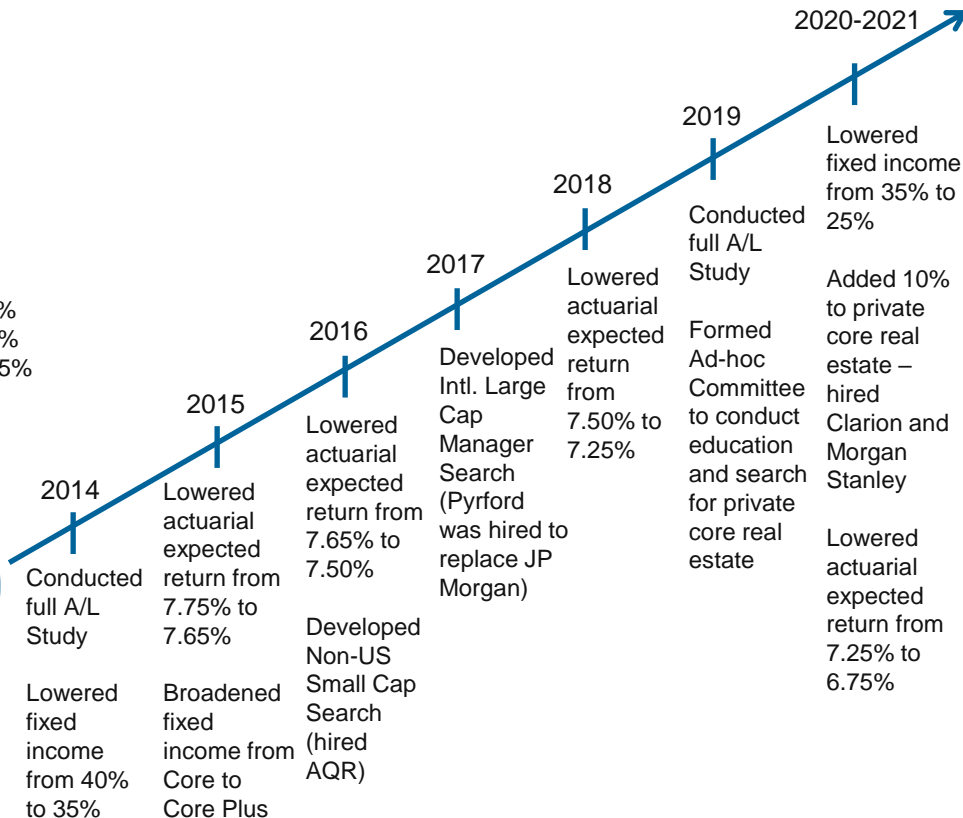 %
%
5%
2014
Conducted
full A/L
Study
Lowered
fixed
income
from 40%
to 35%
2015
Lowered
actuarial
expected
return from
7.75% to
7.65%
Broadened
fixed
income from
Core to
Core Plus
2016
Lowered
actuarial
expected
return from
7.65% to
7.50%
Developed
Non-US
Small Cap
Search
(hired
AQR)
2017
Developed
Intl. Large
Cap
Manager
Search
(Pyrford
was hired to
replace JP
Morgan)
2018
Lowered
actuarial
expected
return
from
7.50% to
7.25%
2019
Conducted
full A/L
Study
Formed
Ad-hoc
Committee
to conduct
education
and search
for private
core real
estate
2020-2021
Lowered
fixed income
from 35% to
25%
Added 10%
to private
core real
estate –
hired
Clarion and
Morgan
Stanley
Lowered
actuarial
expected
return from
7.25% to
6.75%